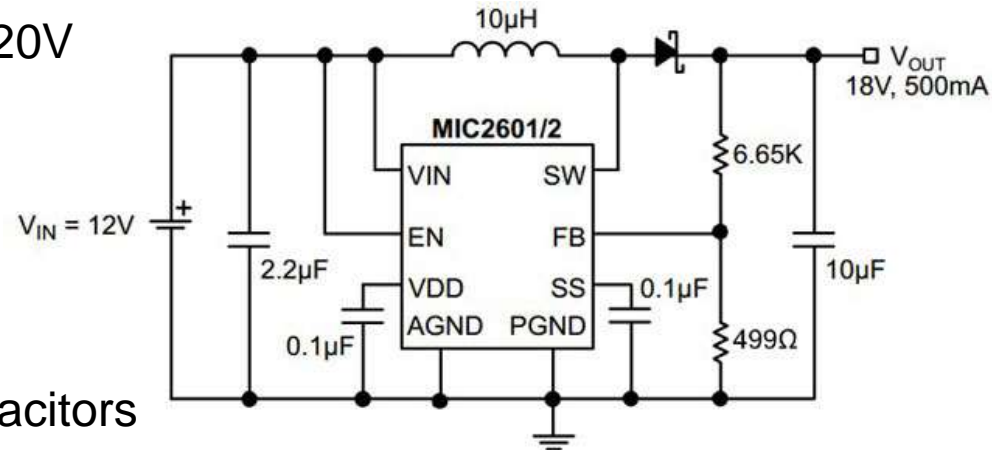 20V
10µH
VOUT
18V, 500mA
MIC2601/2
6.65K
VIN
SW
VIN = 12V
EN
FB
2.2µF
10µF
VDD
SS
0.1µF
AGND
PGND
0.1µF
499Ω
acitors